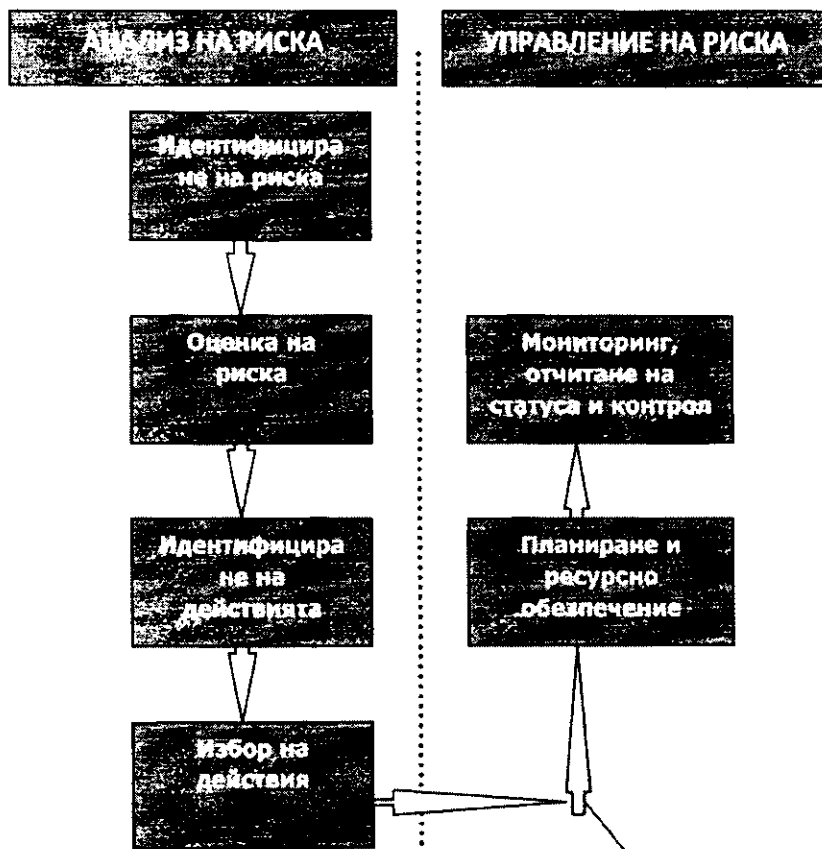 АНАЛИЗ НА РИСКА
УПРАВЛЕНИЕ НА РИСКА
Идентифицира
не на риска
Оценка на
риска
Идентифицира
не на
действията
Избор на
действия
Мониторинг,
отчитане на
статуса и контрол
Планиране и
ресурсно
обезпечение